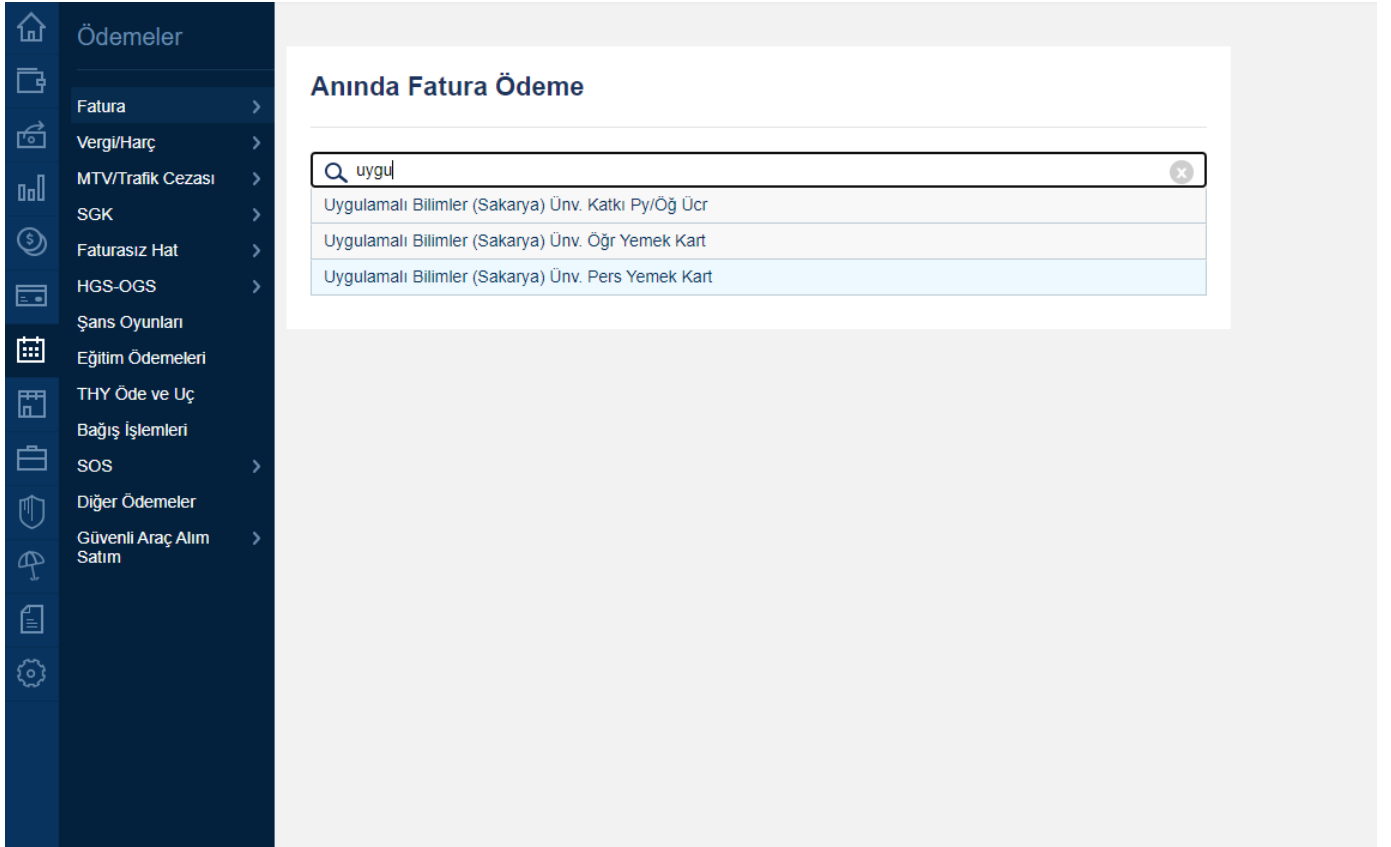 Ödemeler
Fatura
Vergi/Harç
MTV/Trafik Cezası
SGK
Faturasız Hat
HGS-OGS
Şans Oyunları
Eğitim Ödemeleri
THY Öde ve Uç
Bağış İşlemleri
SOS
Diğer Ödemeler
Güvenli Araç Alım
Satım
Anında Fatura Ödeme
uygu
Uygulamalı Bilimler (Sakarya) Ünv. Katkı Py/Öğ Ücr
Uygulamalı Bilimler (Sakarya) Ünv. Öğr Yemek Kart
Uygulamalı Bilimler (Sakarya) Ünv. Pers Yemek Kart